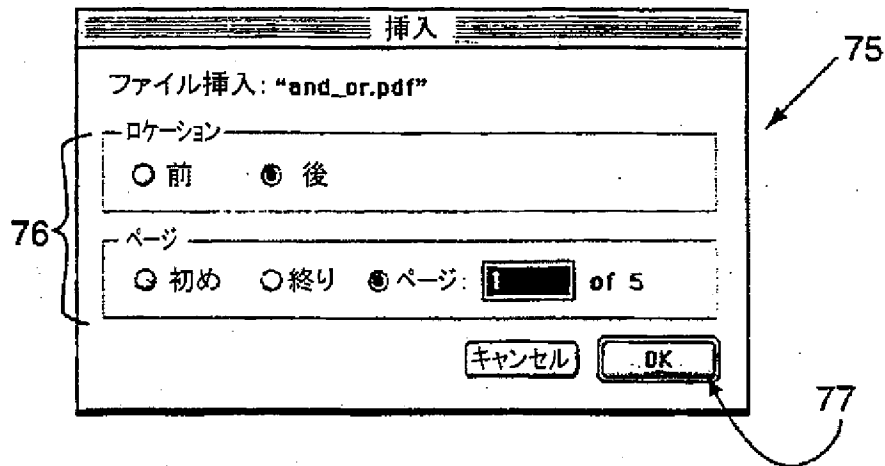 挿入
75
ファイル挿入: “and_or.pdf”
ロケーション
前 後
76
ページ
初め 終り ページ: 1 of 5
キャンセル OK
77